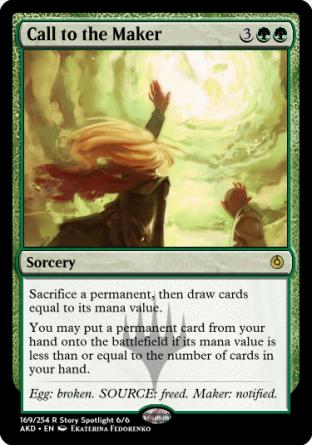 Call to the Maker 3
Sorcery
Sacrifice a permanent, then draw cards
equal to its mana value.
You may put a permanent card from your
hand onto the battlefield if its mana value is
less than or equal to the number of cards in
your hand.
Egg: broken. SOURCE: freed. Maker: notified.
169/254 R Story Spotlight 6/6
AKD • EN Ekaterina Fedorenko